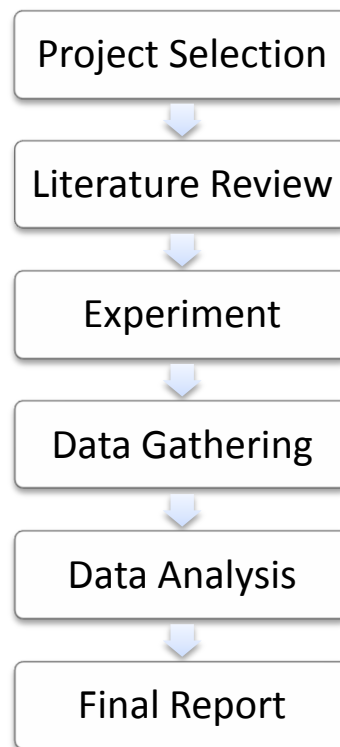 Project Selection
Literature Review
Experiment
Data Gathering
Data Analysis
Final Report